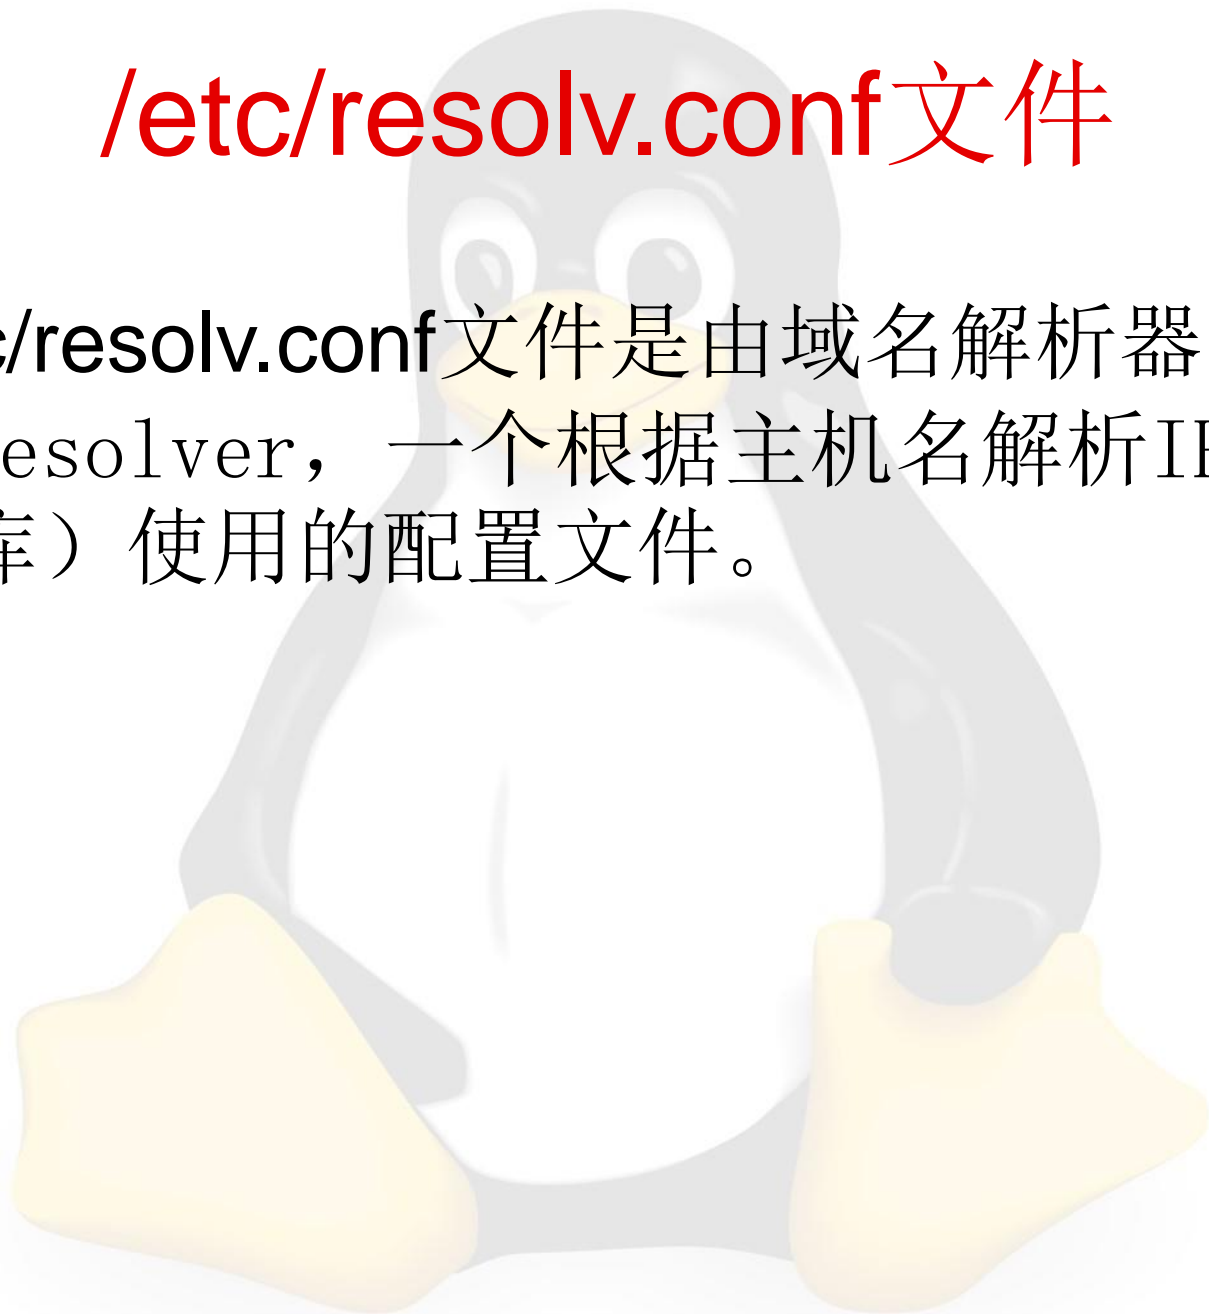 /etc/resolv.conf文件
c/resolv.conf文件是由域名解析器
esolver，一个根据主机名解析IP
库）使用的配置文件。